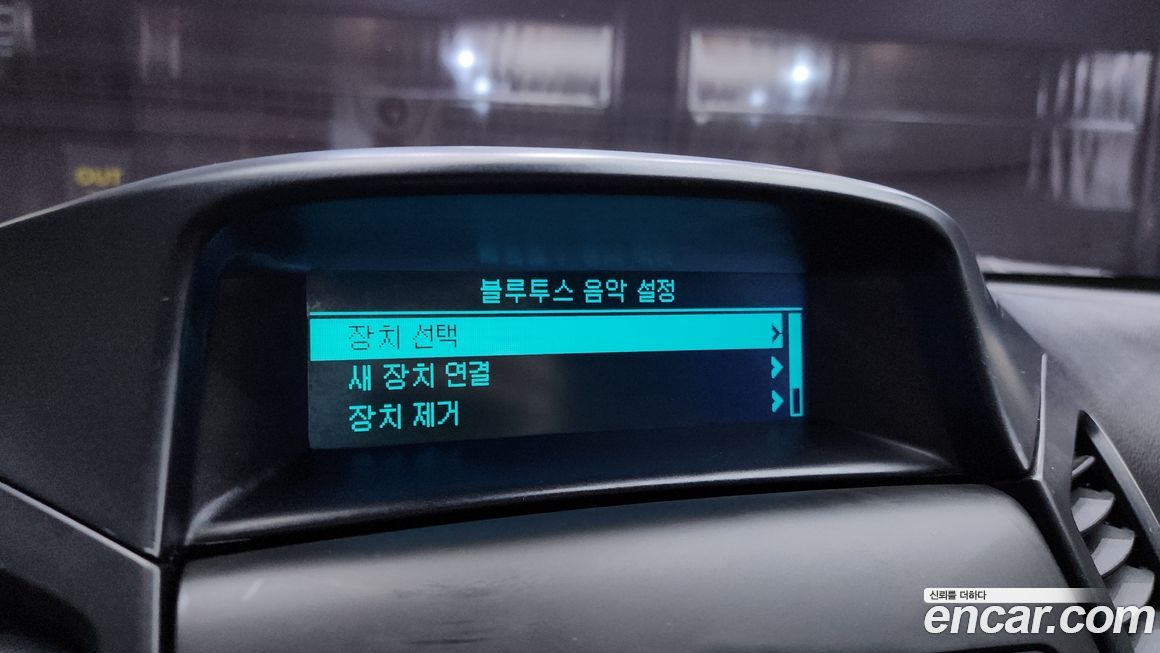 OUT
블루투스 음악 설정
장치 선택
새 장치 연결
장치 제거
신뢰를 더하다
encar.com